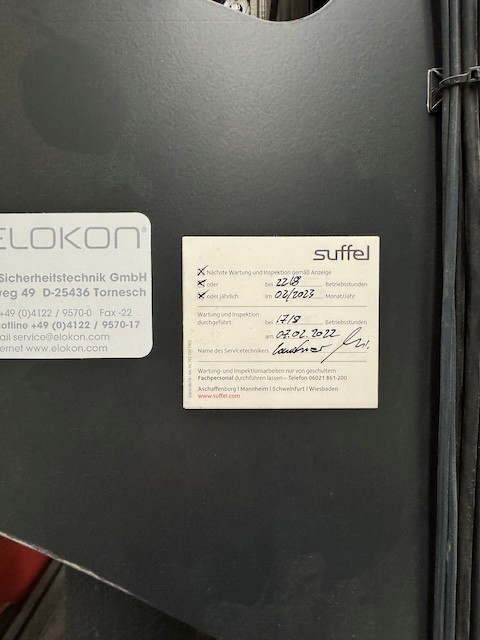 ELOKON®
Sicherheitstechnik GmbH
weg 49 D-25436 Tornesch
+49 (0)4122 / 9570-0 Fax -22
Hotline +49 (0)4122 / 9570-17
ail service@elokon.com
ernet www.elokon.com
suffel
X Nächste Wartung und Inspektion gemäß Anzeige
X oder bei 2218 Betriebsstunden
X oder jährlich im 02/2023 Monat/Jahr
Wartung und Inspektion
durchgeführt bei 1718 Betriebsstunden
am 07.02.2022
Name des Servicetechnikers
Wartung- und Inspektionsarbeiten nur von geschultem
Fachpersonal durchführen lassen – Telefon 06021 861-200
Aschaffenburg I Mannheim I Schweinfurt I Wiesbaden
www.suffel.com